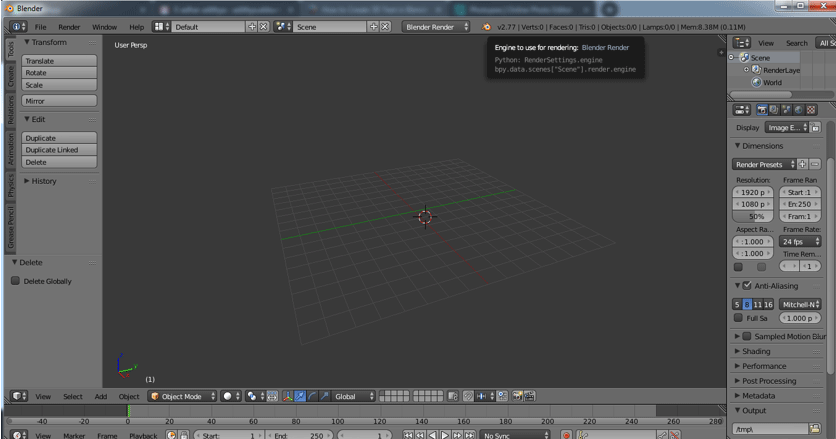 Blender
File
Render
Window
Help
Default
Scene
Blender Render
v2.77 | Verts:0 | Faces:0 | Tris:0 | Objects:0/0 | Lamps:0/0 | Mem:8.38M (0.11M)
Tools
Create
Relations
Animation
Physics
Grease Pencil
Transform
Translate
Rotate
Scale
Mirror
Edit
Duplicate
Duplicate Linked
Delete
History
Delete
Delete Globally
User Persp
Engine to use for rendering: Blender Render
Python: RenderSettings.engine
bpy.data.scenes["Scene"].render.engine
y
(1)
View
Search
All S
Scene
RenderLaye
World
Display
Image E...
Dimensions
Render Presets
Resolution:
Frame Ran
1920 p
Start :1
1080 p
En:250
50%
Fram:1
Aspect Ra...
Frame Rate:
:1.000
24 fps
:1.000
Time Rem...
:1
Anti-Aliasing
5 8 11 16
Mitchell-N
Full Sa
1.000 p
Sampled Motion Blur
Shading
Performance
Post Processing
Metadata
Output
/tmp\
View
Select
Add
Object
Object Mode
Global
-40 -20 0 20 40 60 80 100 120 140 160 180 200 220 240 260 280
View
Marker
Frame
Playback
Start: 1
End: 250
1
No Sync